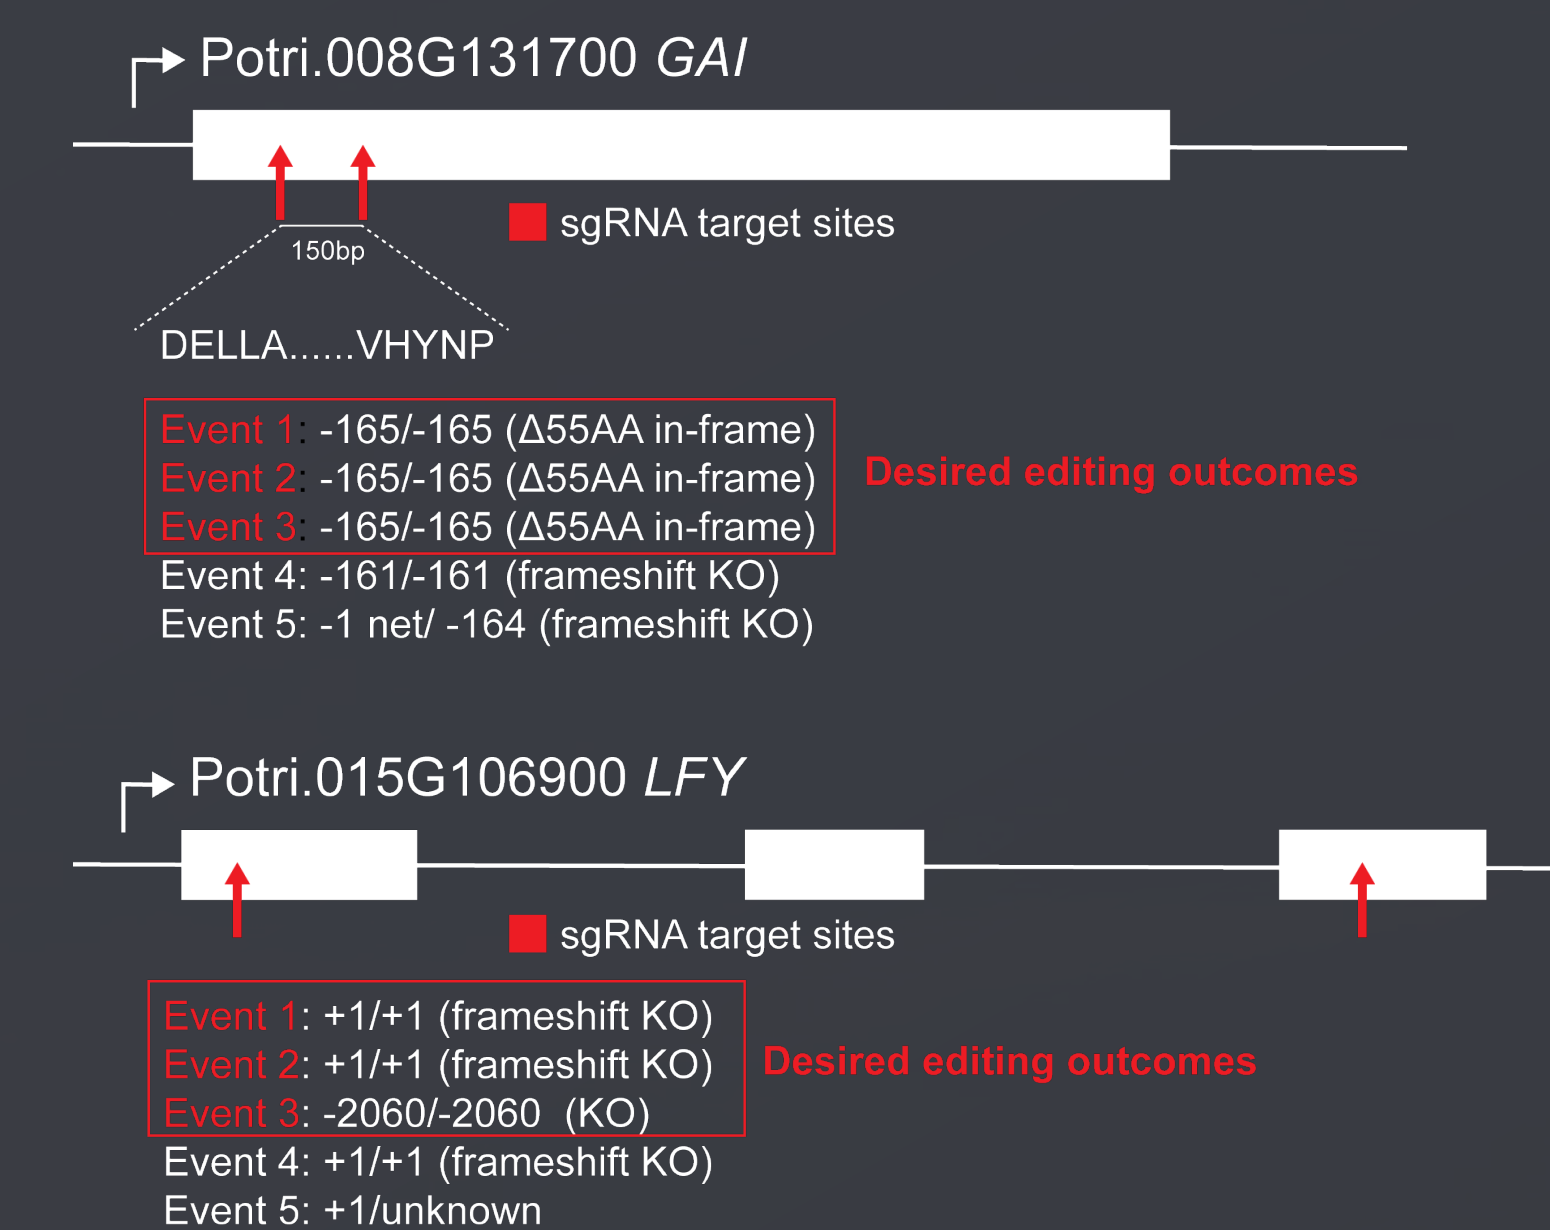 Potri.008G131700 GAI
sgRNA target sites
150bp
DELLA......VHYNP
Event 1: -165/-165 (Δ55AA in-frame)
Event 2: -165/-165 (Δ55AA in-frame)
Desired editing outcomes
Event 3: -165/-165 (Δ55AA in-frame)
Event 4: -161/-161 (frameshift KO)
Event 5: -1 net/ -164 (frameshift KO)
Potri.015G106900 LFY
sgRNA target sites
Event 1: +1/+1 (frameshift KO)
Event 2: +1/+1 (frameshift KO)
Desired editing outcomes
Event 3: -2060/-2060  (KO)
Event 4: +1/+1 (frameshift KO)
Event 5: +1/unknown